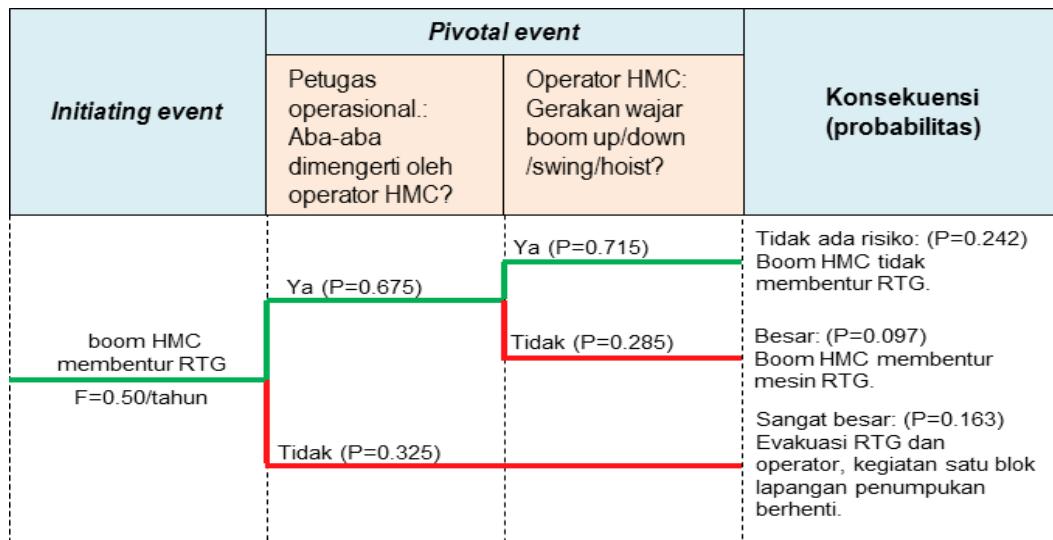 Initiating event
Pivotal event
Petugas
operasional.:
Aba-aba
dimengerti oleh
operator HMC?
Operator HMC:
Gerakan wajar
boom up/down
/swing/hoist?
Konsekuensi
(probabilitas)
boom HMC
membentur RTG
F=0.50/tahun
Ya (P=0.675)
Tidak (P=0.325)
Ya (P=0.715)
Tidak (P=0.285)
Tidak ada risiko: (P=0.242)
Boom HMC tidak
membentur RTG.
Besar: (P=0.097)
Boom HMC membentur
mesin RTG.
Sangat besar: (P=0.163)
Evakuasi RTG dan
operator, kegiatan satu blok
lapangan penumpukan
berhenti.